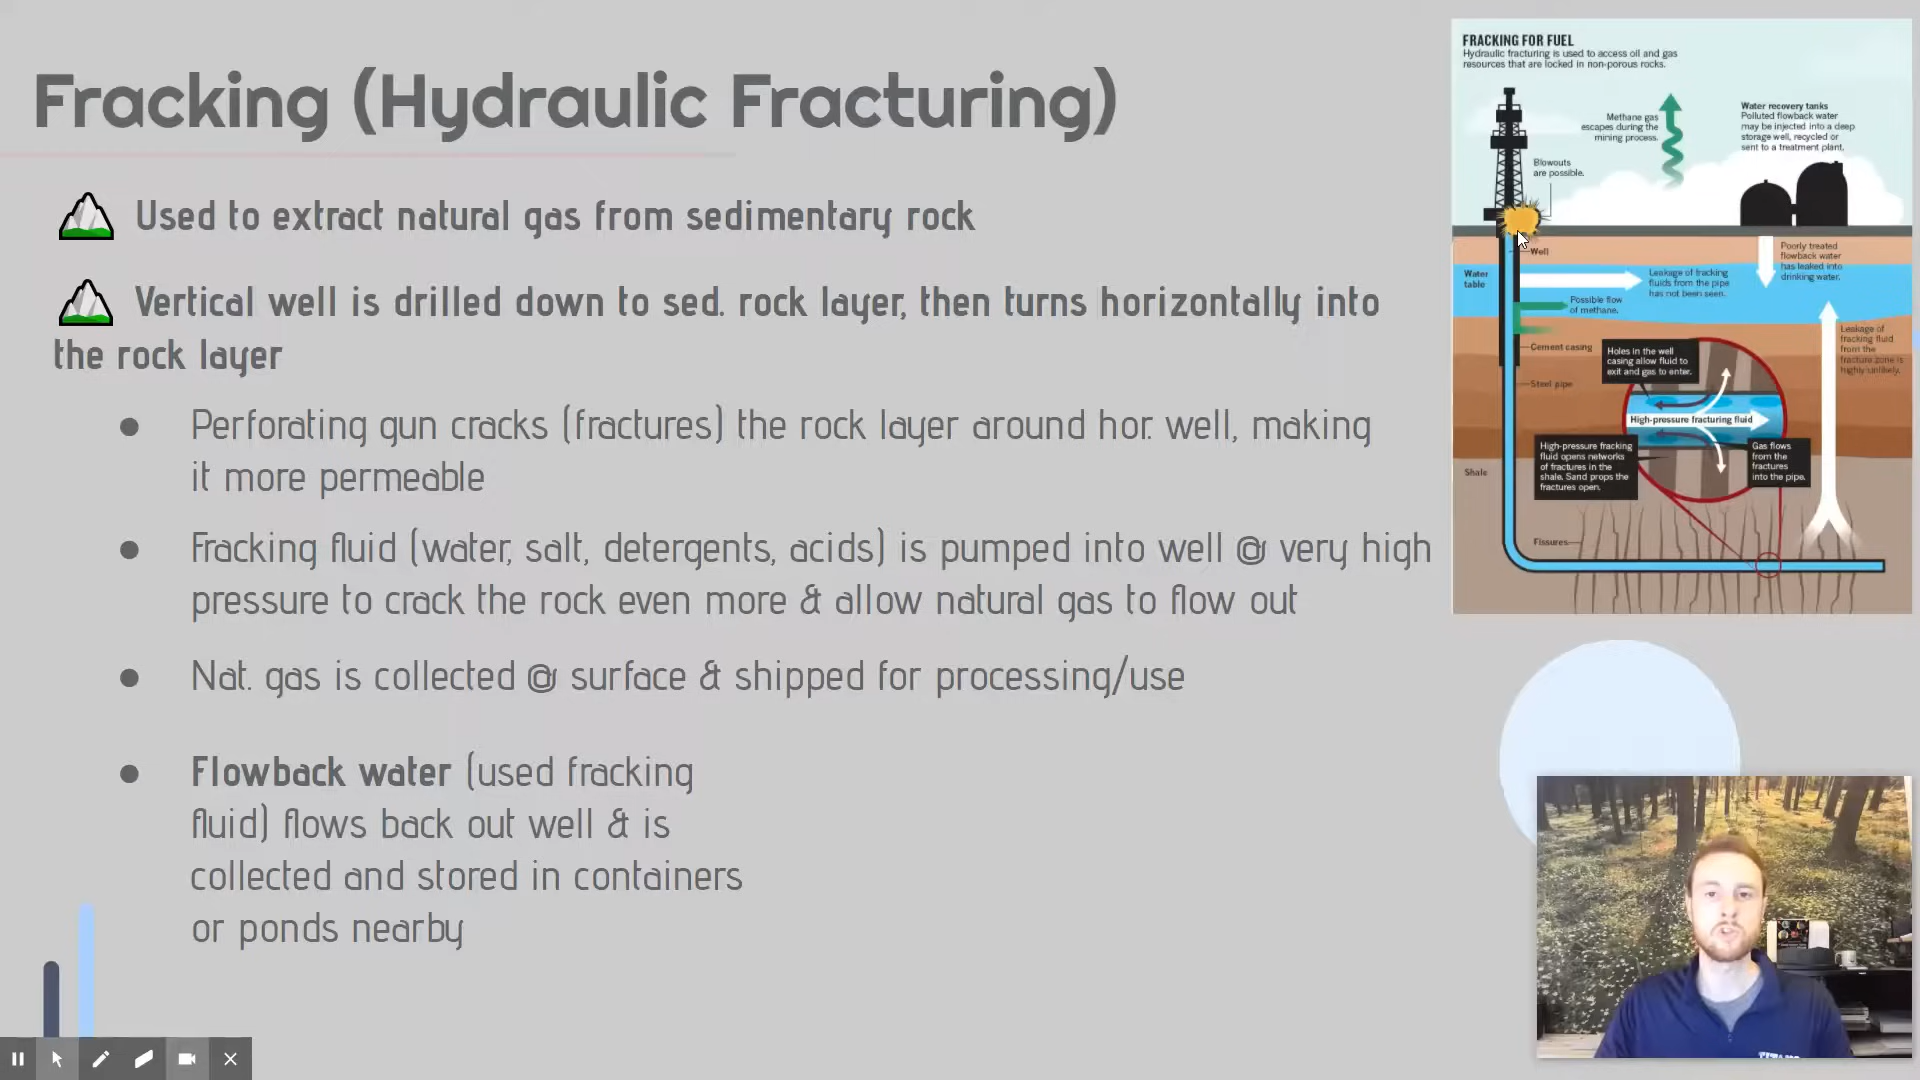 Fracking (Hydraulic Fracturing)
Used to extract natural gas from sedimentary rock
Vertical well is drilled down to sed. rock layer, then turns horizontally into
the rock layer
Perforating gun cracks (fractures) the rock layer around hor. well, making
it more permeable
Fracking fluid (water, salt, detergents, acids) is pumped into well @ very high
pressure to crack the rock even more & allow natural gas to flow out
Nat. gas is collected @ surface & shipped for processing/use
Flowback water (used fracking
fluid) flows back out well & is
collected and stored in containers
or ponds nearby
FRACKING FOR FUEL
Hydraulic fracturing is used to access oil and gas
resources that are locked in non-porous rocks.
Methane gas
escapes during the
mining process.
Water recovery tanks
Polluted flowback water
may be injected into a deep
storage well, recycled or
sent to a treatment plant.
Blowouts
are possible.
Well
Water
table
Leakage of fracking
fluids from the pipe
has not been seen.
Poorly treated
flowback water
has leaked into
drinking water.
Possible flow
of methane.
Cement casing
Holes in the well
casing allow fluid to
exit and gas to enter.
Leakage of
fracking fluid
from the
fracture zone is
highly unlikely.
Steel pipe
High-pressure fracturing fluid
High-pressure fracking
fluid opens networks
of fractures in the
shale. Sand props the
fractures open.
Gas flows
from the
fractures
into the pipe.
Shale
Fissures